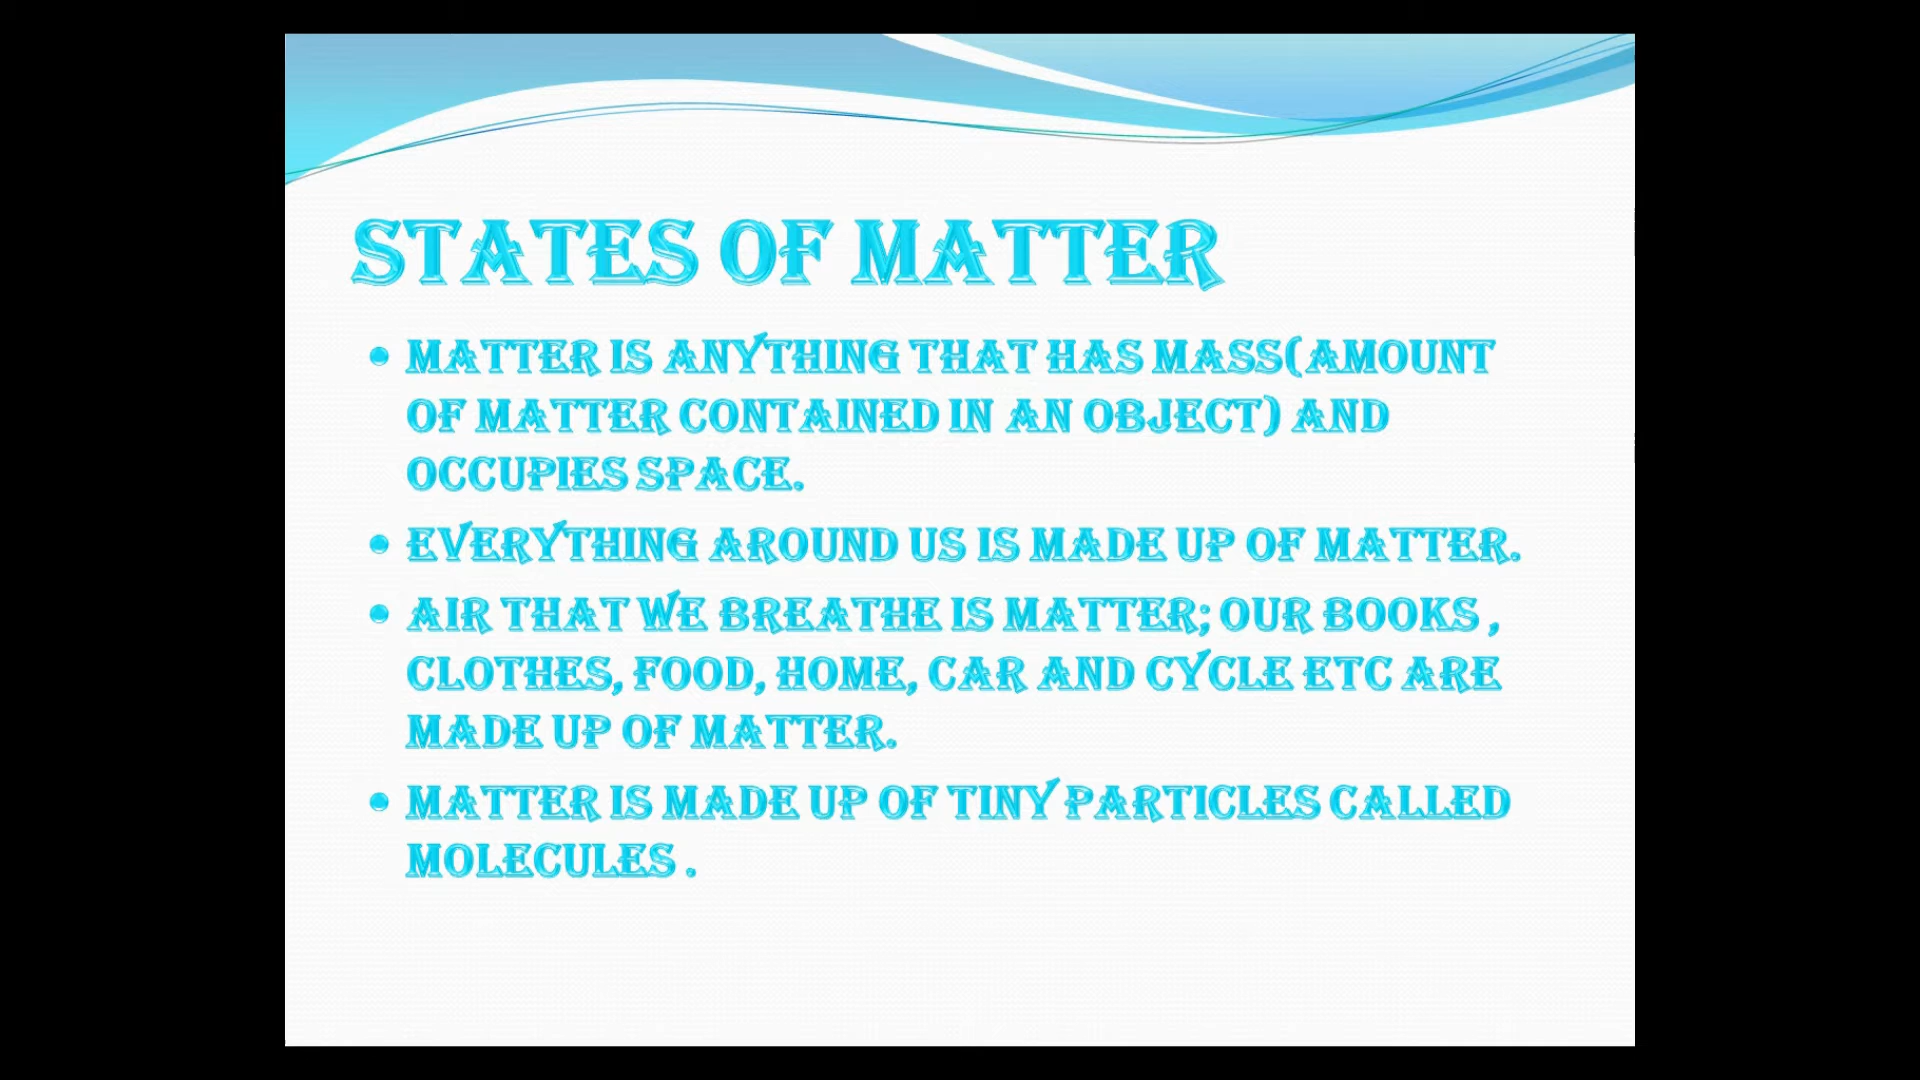 STATES OF MATTER
MATTER IS ANYTHING THAT HAS MASS(AMOUNT
OF MATTER CONTAINED IN AN OBJECT) AND
OCCUPIES SPACE.
EVERYTHING AROUND US IS MADE UP OF MATTER.
AIR THAT WE BREATHE IS MATTER; OUR BOOKS ,
CLOTHES, FOOD, HOME, CAR AND CYCLE ETC ARE
MADE UP OF MATTER.
MATTER IS MADE UP OF TINY PARTICLES CALLED
MOLECULES .